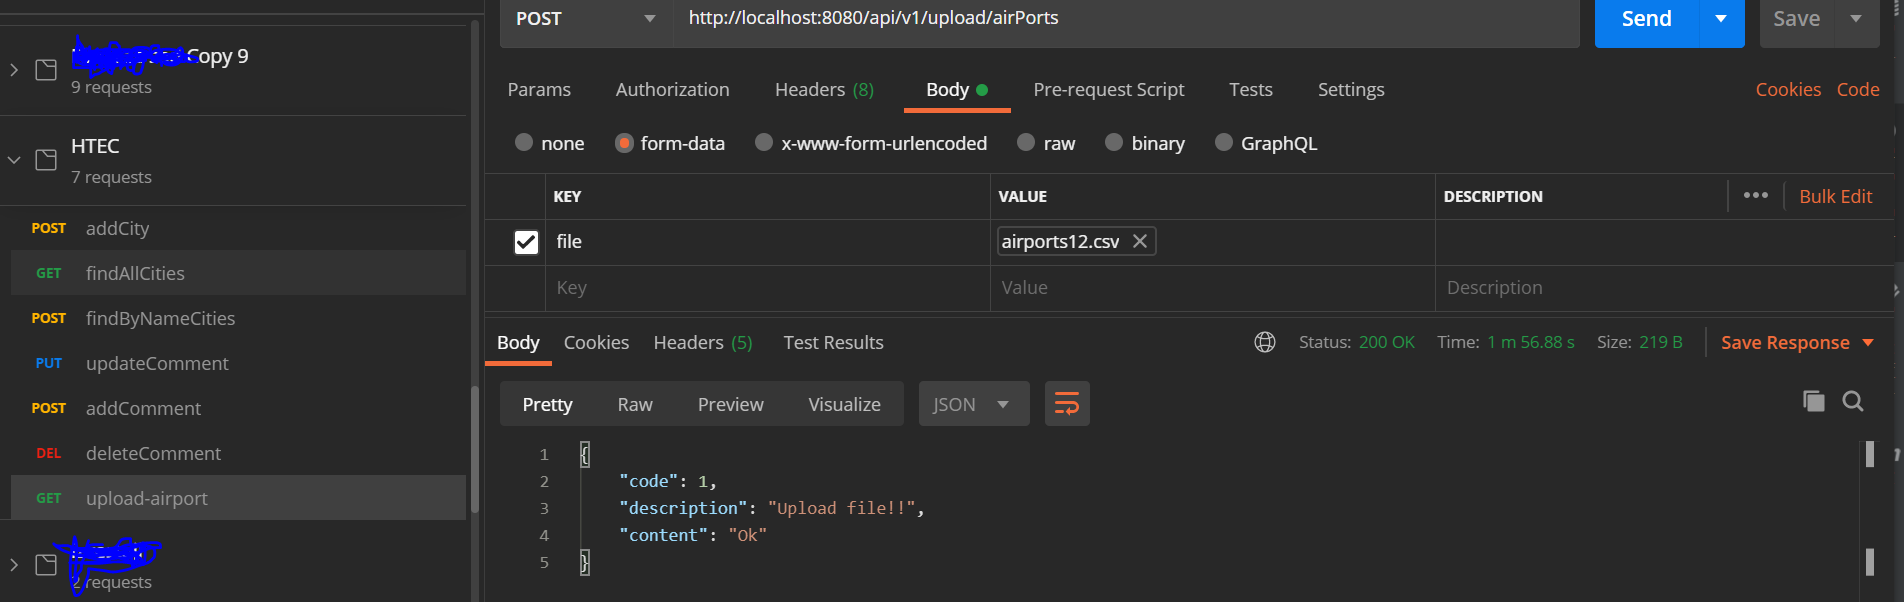 Copy 9
9 requests
HTEC
7 requests
POST addCity
GET findAllCities
POST findByNameCities
PUT updateComment
POST addComment
DEL deleteComment
GET upload-airport
2 requests
POST http://localhost:8080/api/v1/upload/airPorts Send Save
Params Authorization Headers (8) Body Pre-request Script Tests Settings Cookies Code
none form-data x-www-form-urlencoded raw binary GraphQL
KEY VALUE DESCRIPTION ••• Bulk Edit
file airports12.csv
Key Value Description
Body Cookies Headers (5) Test Results Status: 200 OK Time: 1 m 56.88 s Size: 219 B Save Response
Pretty Raw Preview Visualize JSON
1 {
2 "code": 1,
3 "description": "Upload file!!",
4 "content": "Ok"
5 }